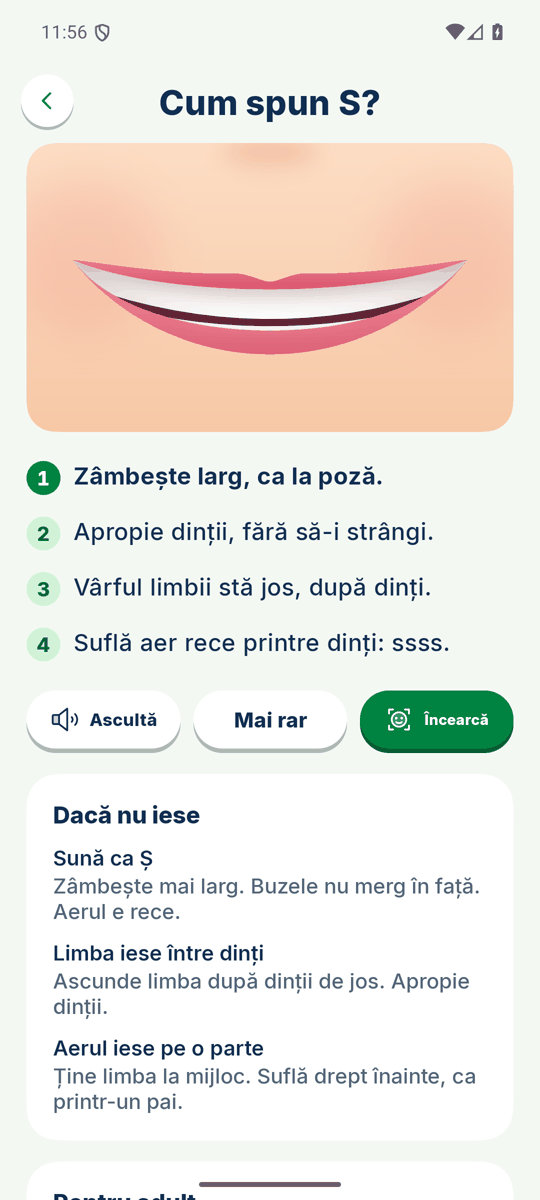 11:56
Cum spun S?
1 Zâmbește larg, ca la poză.
2 Apropie dinții, fără să-i strângi.
3 Vârful limbii stă jos, după dinți.
4 Suflă aer rece printre dinți: ssss.
Ascultă
Mai rar
Încearcă
Dacă nu iese
Sună ca Ș
Zâmbește mai larg. Buzele nu merg în față.
Aerul e rece.
Limba iese între dinți
Ascunde limba după dinții de jos. Apropie
dinții.
Aerul iese pe o parte
Ține limba la mijloc. Suflă drept înainte, ca
printr-un pai.